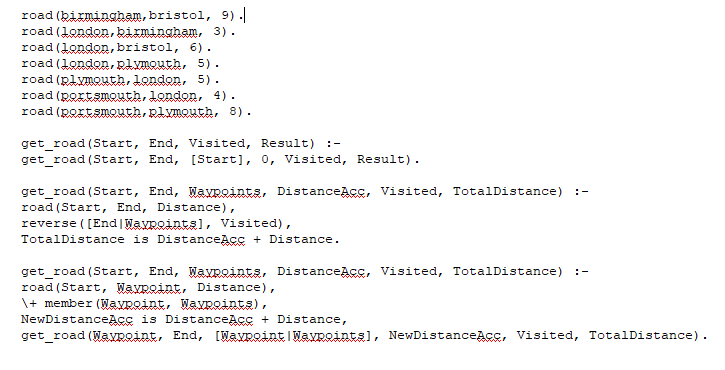 road(birmingham,bristol, 9).
road(london,birmingham, 3).
road(london,bristol, 6).
road(london,plymouth, 5).
road(plymouth,london, 5).
road(portsmouth,london, 4).
road(portsmouth,plymouth, 8).
get_road(Start, End, Visited, Result) :-
get_road(Start, End, [Start], 0, Visited, Result).
get_road(Start, End, Waypoints, DistanceAcc, Visited, TotalDistance) :-
road(Start, End, Distance),
reverse([End|Waypoints], Visited),
TotalDistance is DistanceAcc + Distance.
get_road(Start, End, Waypoints, DistanceAcc, Visited, TotalDistance) :-
road(Start, Waypoint, Distance),
\+ member(Waypoint, Waypoints),
NewDistanceAcc is DistanceAcc + Distance,
get_road(Waypoint, End, [Waypoint|Waypoints], NewDistanceAcc, Visited, TotalDistance).